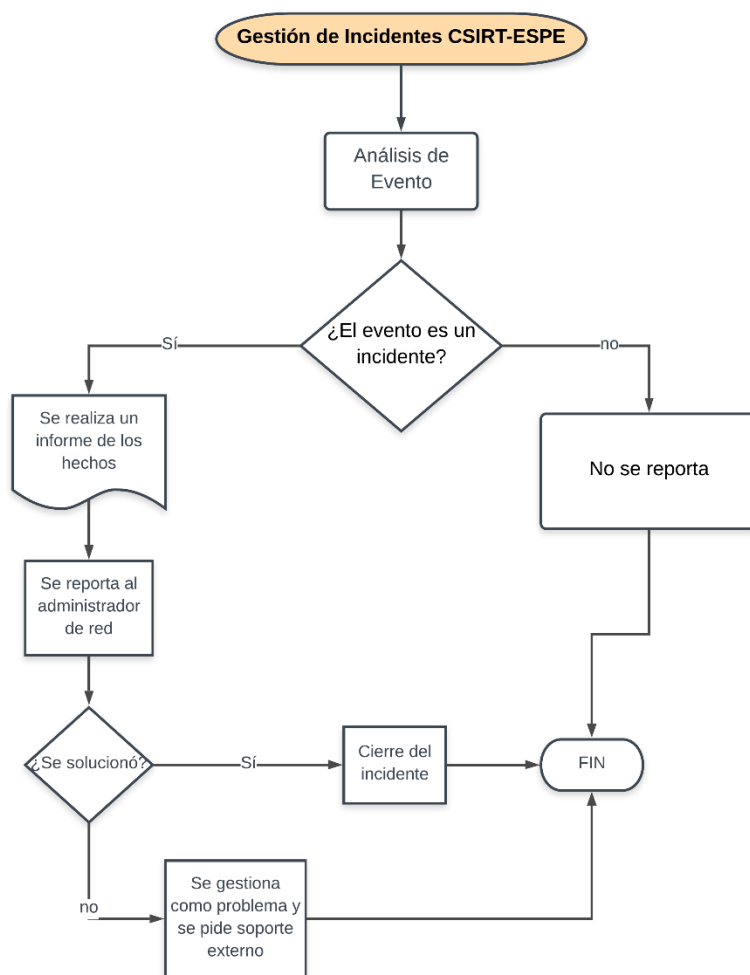 Gestión de Incidentes CSIRT-ESPE
Análisis de
Evento
¿El evento es un
incidente?
Sí
no
Se realiza un
informe de los
hechos
No se reporta
Se reporta al
administrador
de red
¿Se solucionó?
Sí
Cierre del
incidente
FIN
no
Se gestiona
como problema y
se pide soporte
externo